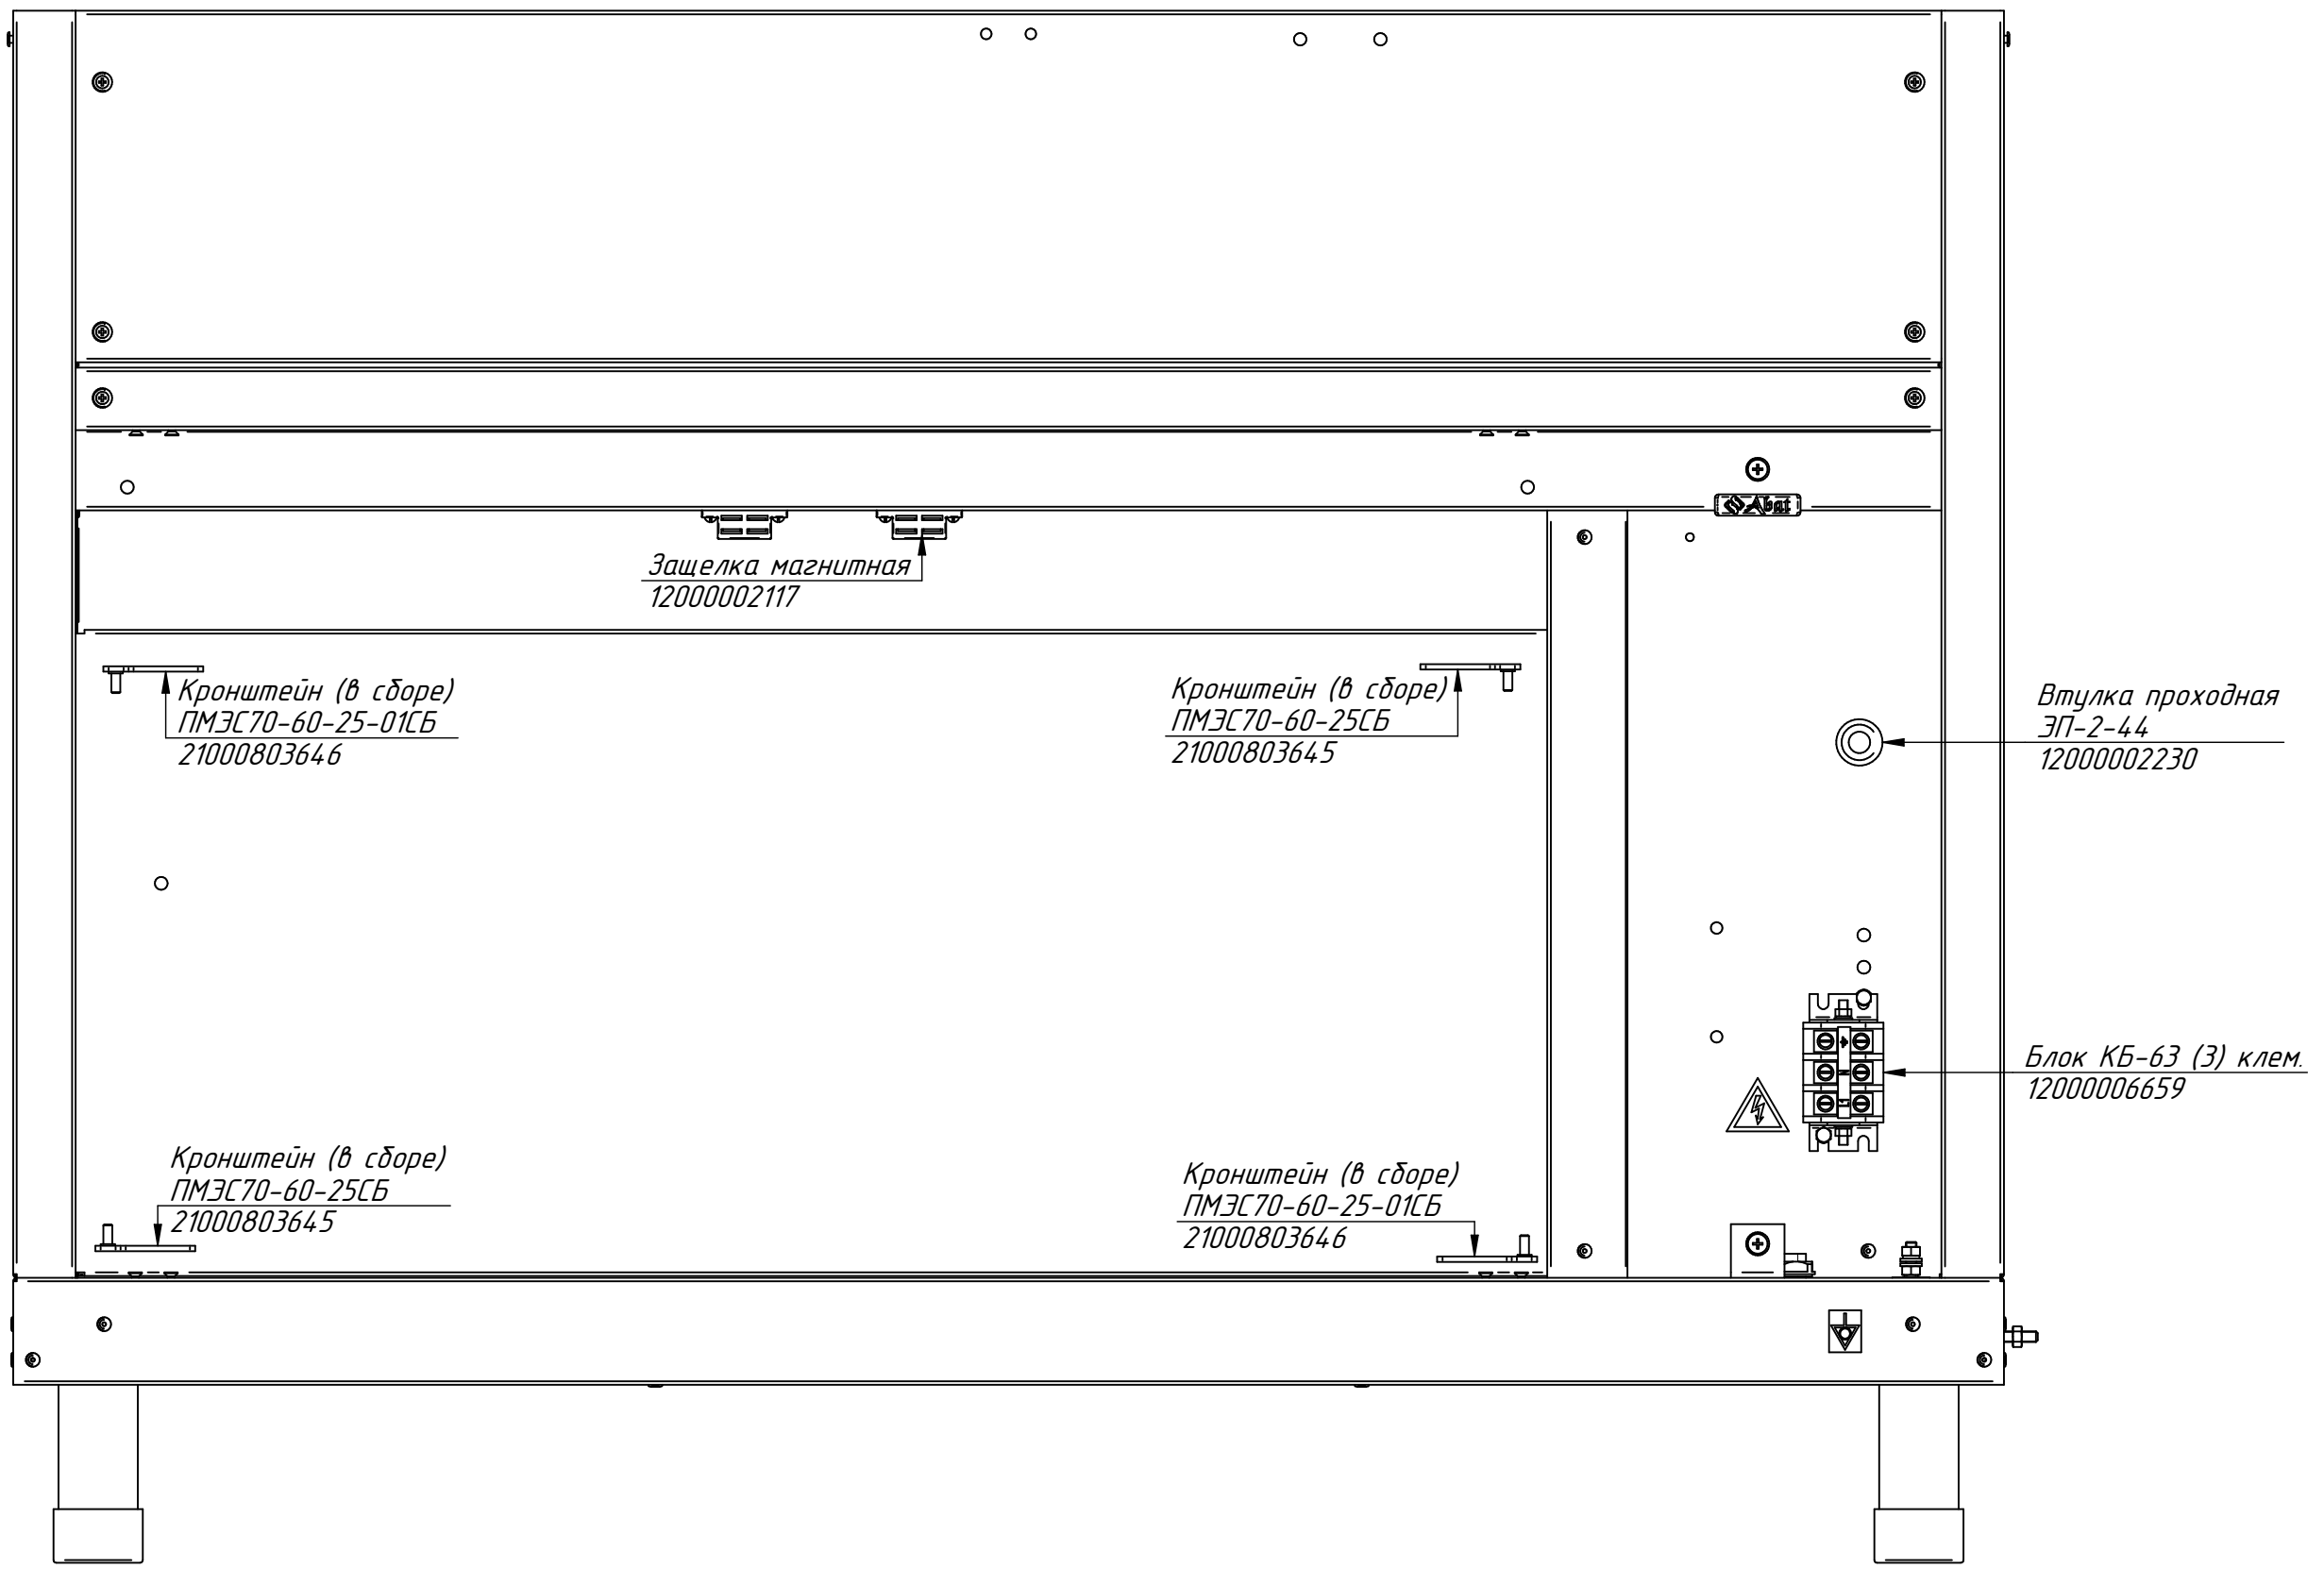 Abat
Защелка магнитная
12000002117
Кронштейн (в сборе)
ПМЭС70-60-25-01СБ
21000803646
Кронштейн (в сборе)
ПМЭС70-60-25СБ
21000803645
Втулка проходная
ЭП-2-44
12000002230
Блок КБ-63 (3) клем.
12000006659
Кронштейн (в сборе)
ПМЭС70-60-25СБ
21000803645
Кронштейн (в сборе)
ПМЭС70-60-25-01СБ
21000803646